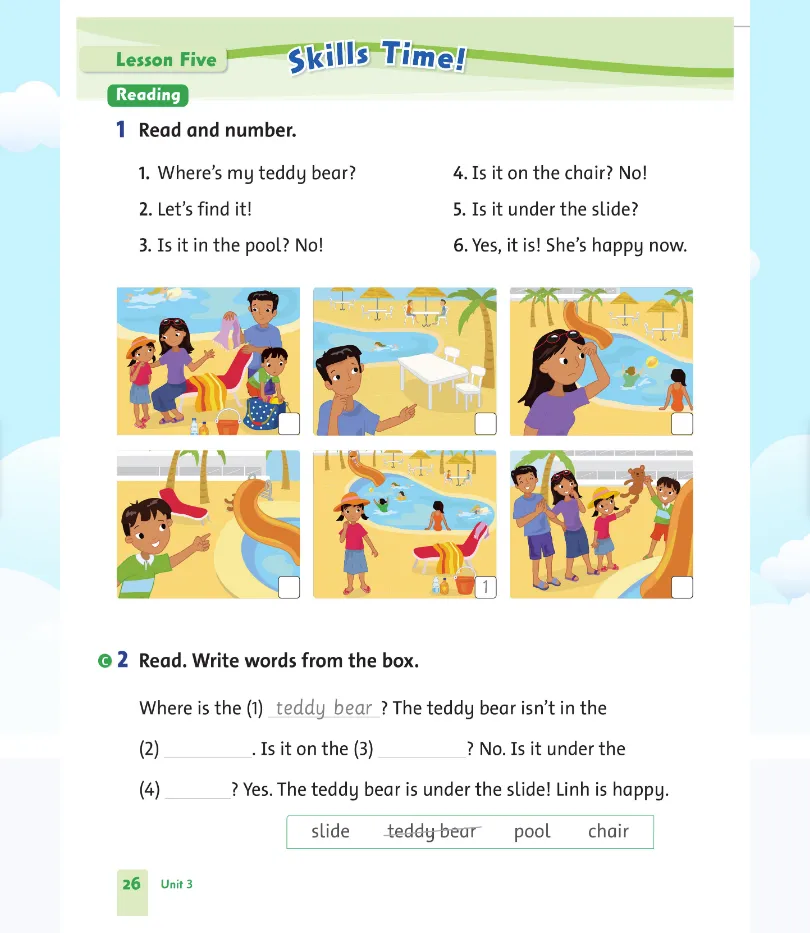 Lesson Five
Skills Time!
Reading
1 Read and number.
1. Where's my teddy bear?
2. Let's find it!
3. Is it in the pool? No!
4. Is it on the chair? No!
5. Is it under the slide?
6. Yes, it is! She's happy now.
1
C 2 Read. Write words from the box.
Where is the (1) teddy bear ? The teddy bear isn't in the
(2) __________. Is it on the (3) __________? No. Is it under the
(4) ________? Yes. The teddy bear is under the slide! Linh is happy.
slide teddy bear pool chair
26 Unit 3